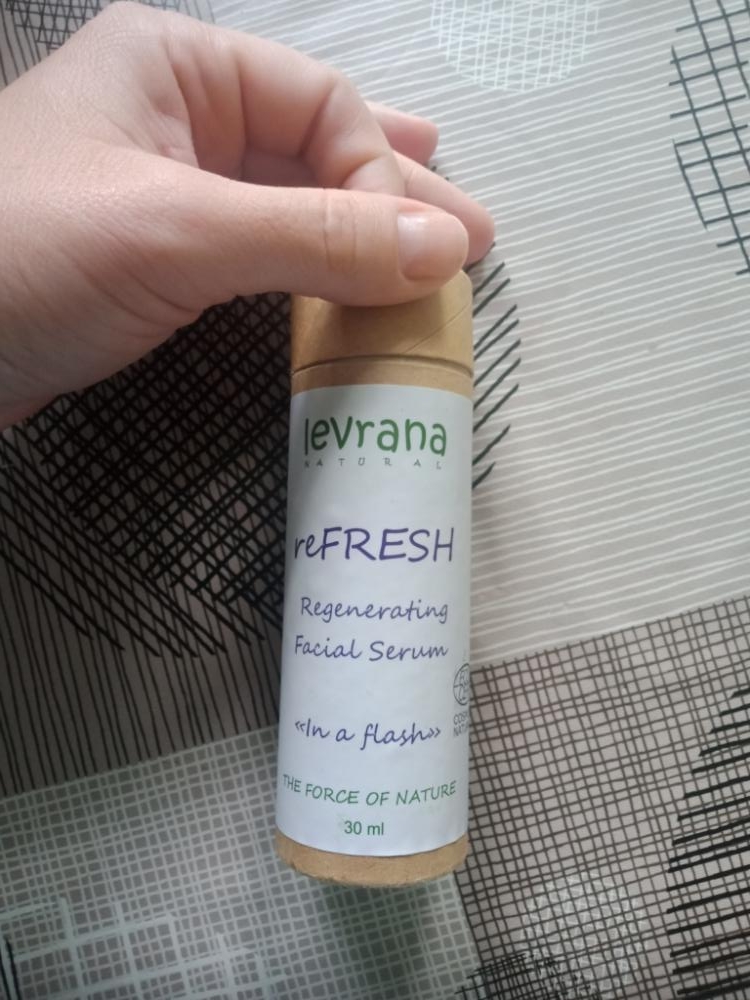 levrana
NATURAL
reFRESH
Regenerating
Facial Serum
«In a flash»
THE FORCE OF NATURE
30 ml